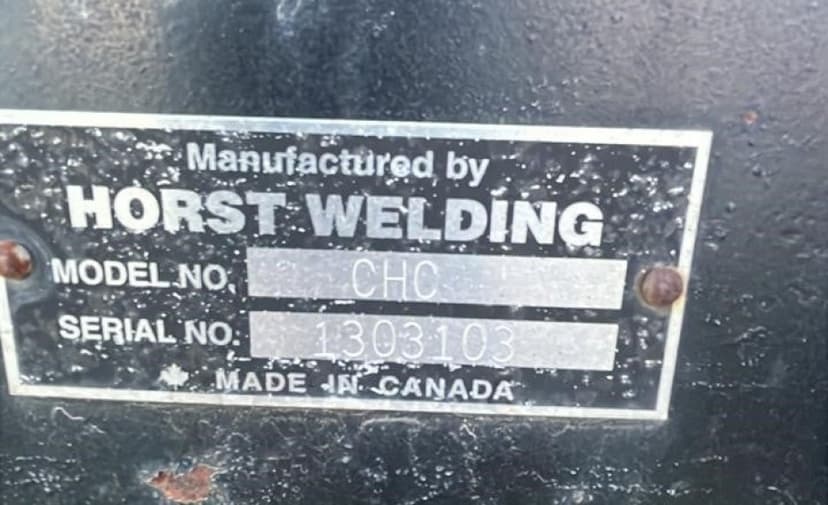 Manufactured by
HORST WELDING
MODEL NO. CHC
SERIAL NO. 1303103
MADE IN CANADA